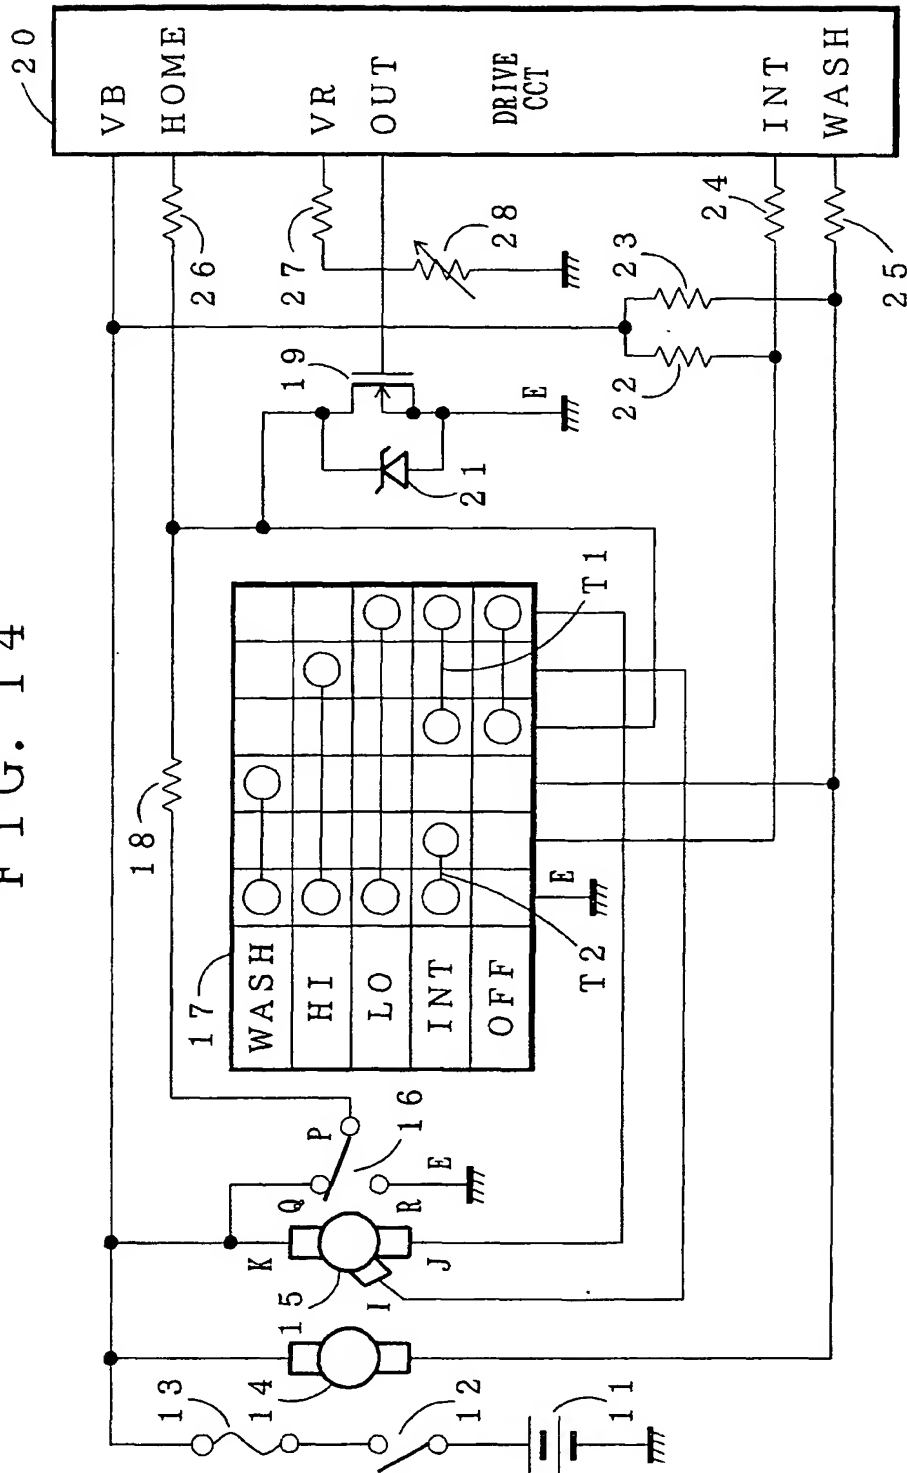 FIG. 14
20
VB
HOME
VR
OUT
DRIVE
CCT
INT
WASH
26
27
28
24
23
25
22
19
21
E
18
17
WASH
HI
LO
INT
OFF
T1
T2
E
P
16
Q
R
E
K
J
I
15
14
13
12
11